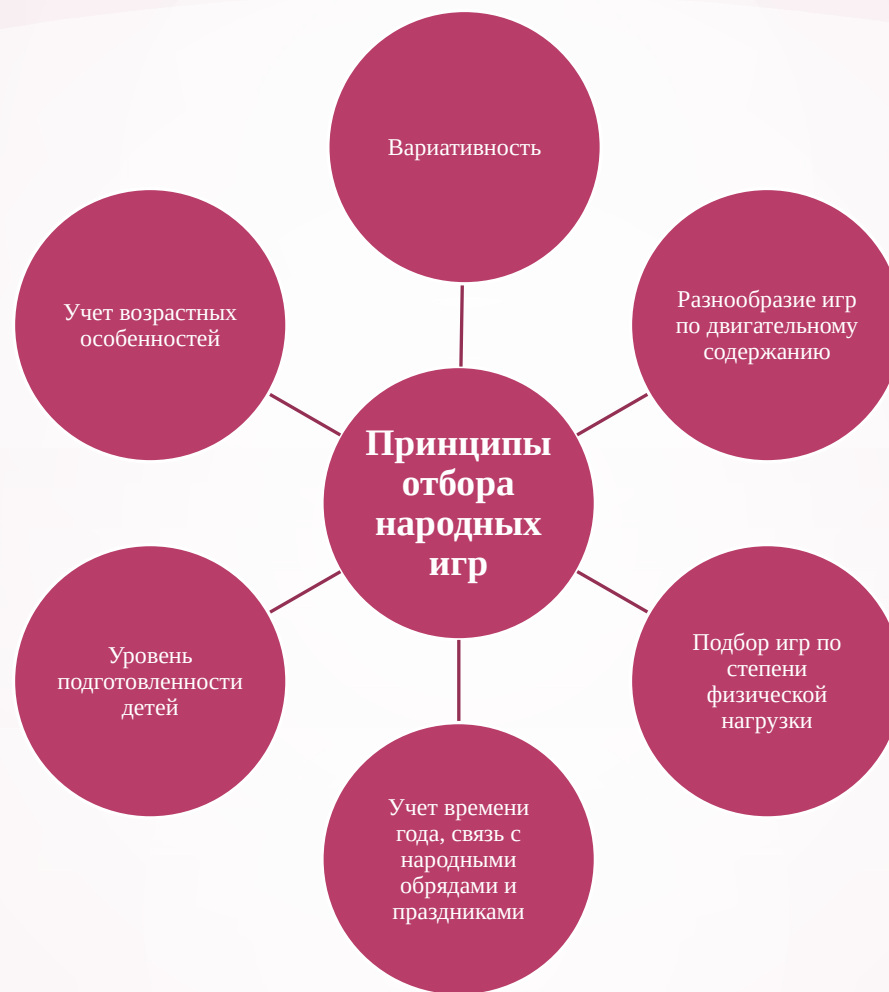 Вариативность
Учет возрастных
особенностей
Разнообразие игр
по двигательному
содержанию
Принципы
отбора
народных
игр
Уровень
подготовленности
детей
Подбор игр по
степени
физической
нагрузки
Учет времени
года, связь с
народными
обрядами и
праздниками